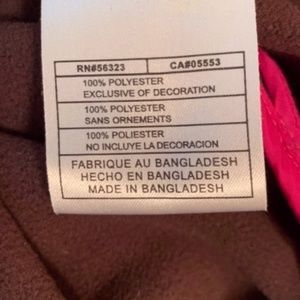 RN#56323 CA#05553
100% POLYESTER
EXCLUSIVE OF DECORATION
100% POLYESTER
SANS ORNEMENTS
100% POLIESTER
NO INCLUYE LA DECORACION
FABRIQUE AU BANGLADESH
HECHO EN BANGLADESH
MADE IN BANGLADESH